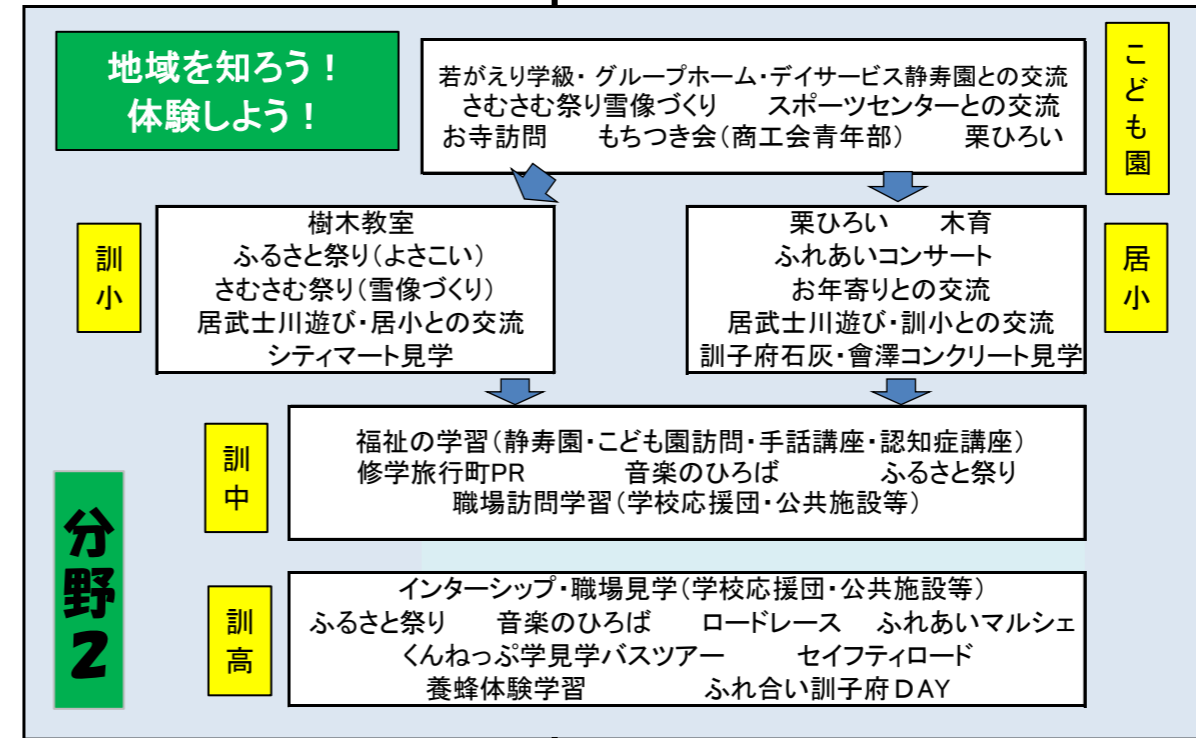 地域を知ろう！
体験しよう！
若がえり学級・グループホーム・デイサービス静寿園との交流
さむさむ祭り雪像づくり　スポーツセンターとの交流
お寺訪問　もちつき会（商工会青年部）　栗ひろい
こども園
訓小
樹木教室
ふるさと祭り（よさこい）
さむさむ祭り（雪像づくり）
居武士川遊び・居小との交流
シティマート見学
栗ひろい　木育
ふれあいコンサート
お年寄りとの交流
居武士川遊び・訓小との交流
訓子府石灰・會澤コンクリート見学
居小
訓中
福祉の学習（静寿園・こども園訪問・手話講座・認知症講座）
修学旅行町PR　音楽のひろば　ふるさと祭り
職場訪問学習（学校応援団・公共施設等）
分野2
訓高
インターシップ・職場見学（学校応援団・公共施設等）
ふるさと祭り　音楽のひろば　ロードレース　ふれあいマルシェ
くんねっぷ学見学バスツアー　セイフティロード
養蜂体験学習　ふれ合い訓子府ＤＡＹ